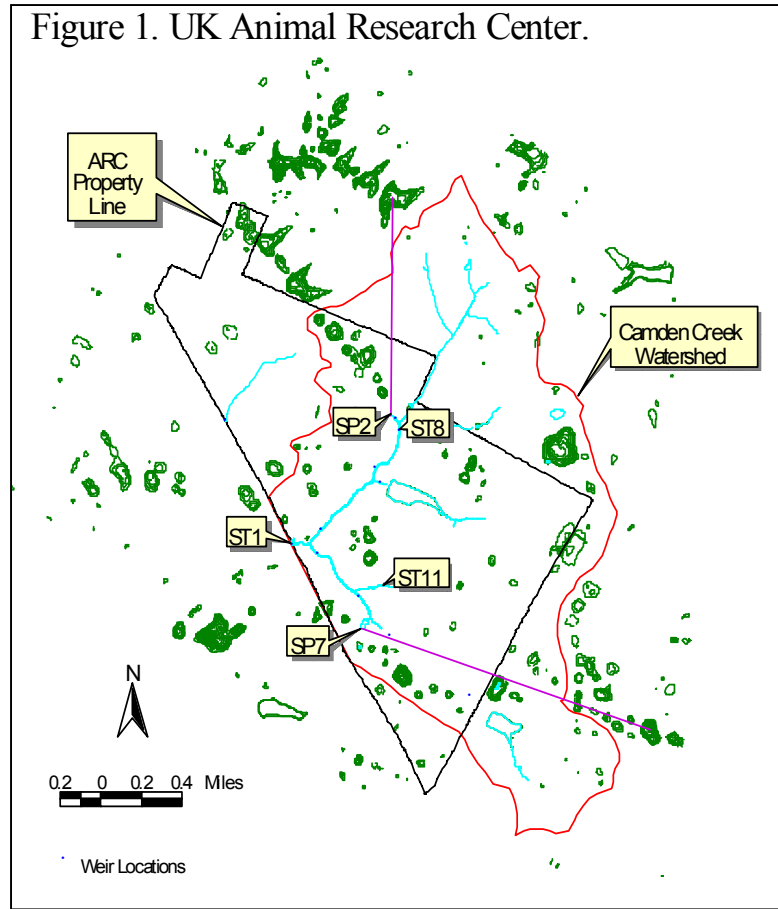 Figure 1. UK Animal Research Center.
ARC
Property
Line
Camden Creek
Watershed
SP2
ST8
ST1
ST11
SP7
N
0.2 0 0.2 0.4 Miles
Weir Locations